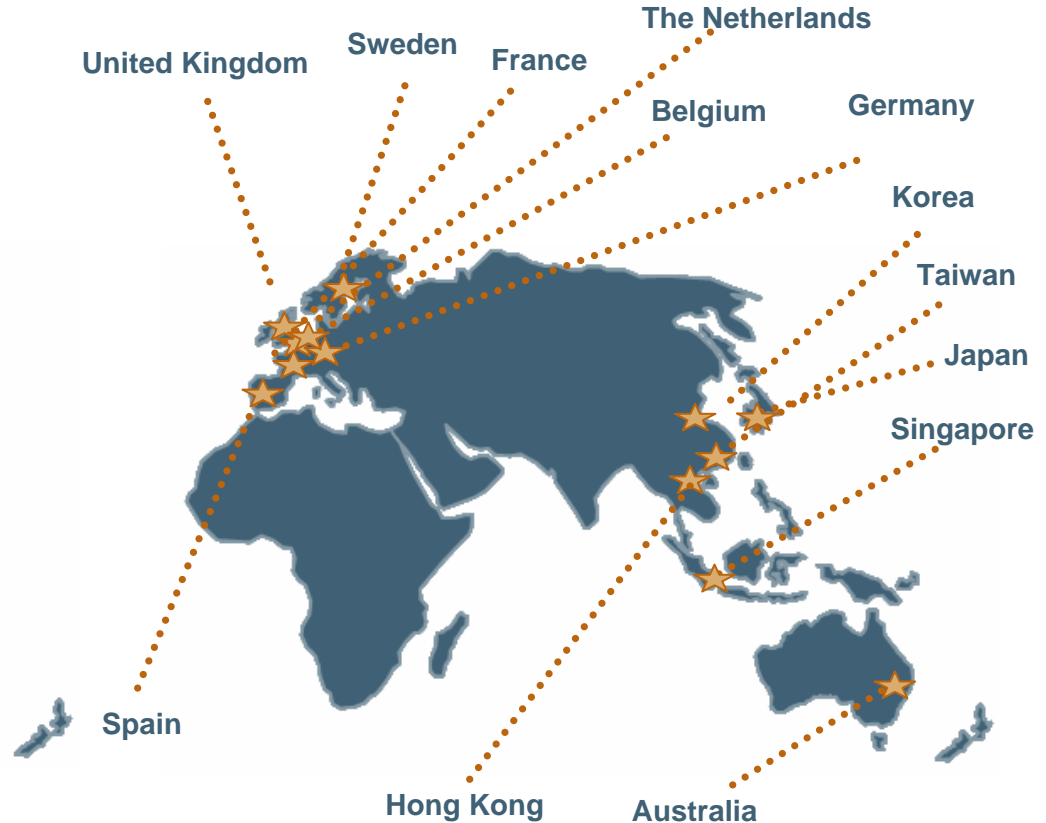 The Netherlands
Sweden
United Kingdom
France
Belgium
Germany
Korea
Taiwan
Japan
Singapore
Spain
Hong Kong
Australia